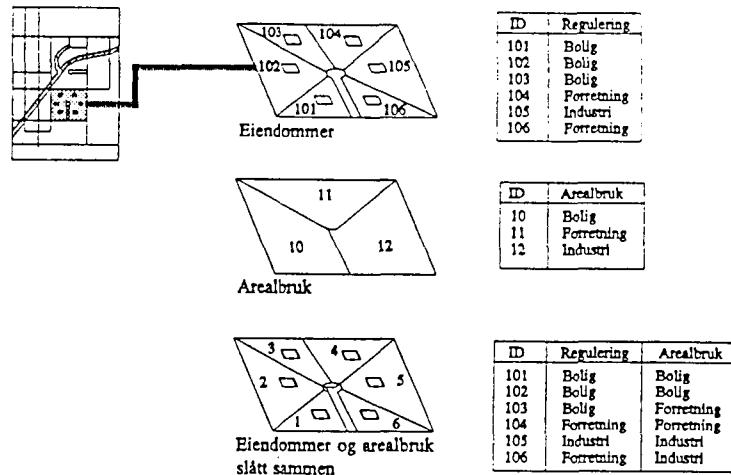 103
104
102
105
101
106
Eiendommer
ID Regulering
101 Bolig
102 Bolig
103 Bolig
104 Forretning
105 Industri
106 Forretning
11
10
12
Arealbruk
ID Arealbruk
10 Bolig
11 Forretning
12 Industri
3
4
2
5
1
6
Eiendommer og arealbruk
slått sammen
ID Regulering Arealbruk
101 Bolig Bolig
102 Bolig Bolig
103 Bolig Forretning
104 Forretning Forretning
105 Industri Industri
106 Forretning Industri